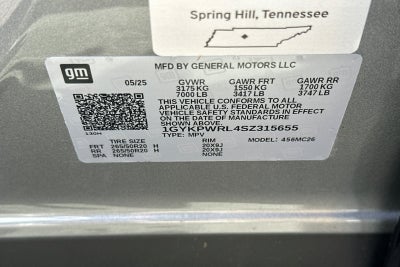 Spring Hill, Tennessee
gm
MFD BY GENERAL MOTORS LLC
05/25 GVWR GAWR FRT GAWR RR
3175 KG 1550 KG 1700 KG
7000 LB 3417 LB 3747 LB
THIS VEHICLE CONFORMS TO ALL
APPLICABLE U.S. FEDERAL MOTOR
VEHICLE SAFETY STANDARDS IN EFFECT
ON THE DATE OF MANUFACTURE
SHOWN ABOVE.
1GYKPWRL4SZ315655
TYPE: MPV MODEL: 456MC26
TIRE SIZE RIM
FRT 265/50R20 H 20X9J
RR 265/50R20 H 20X9J
SPA NONE NONE